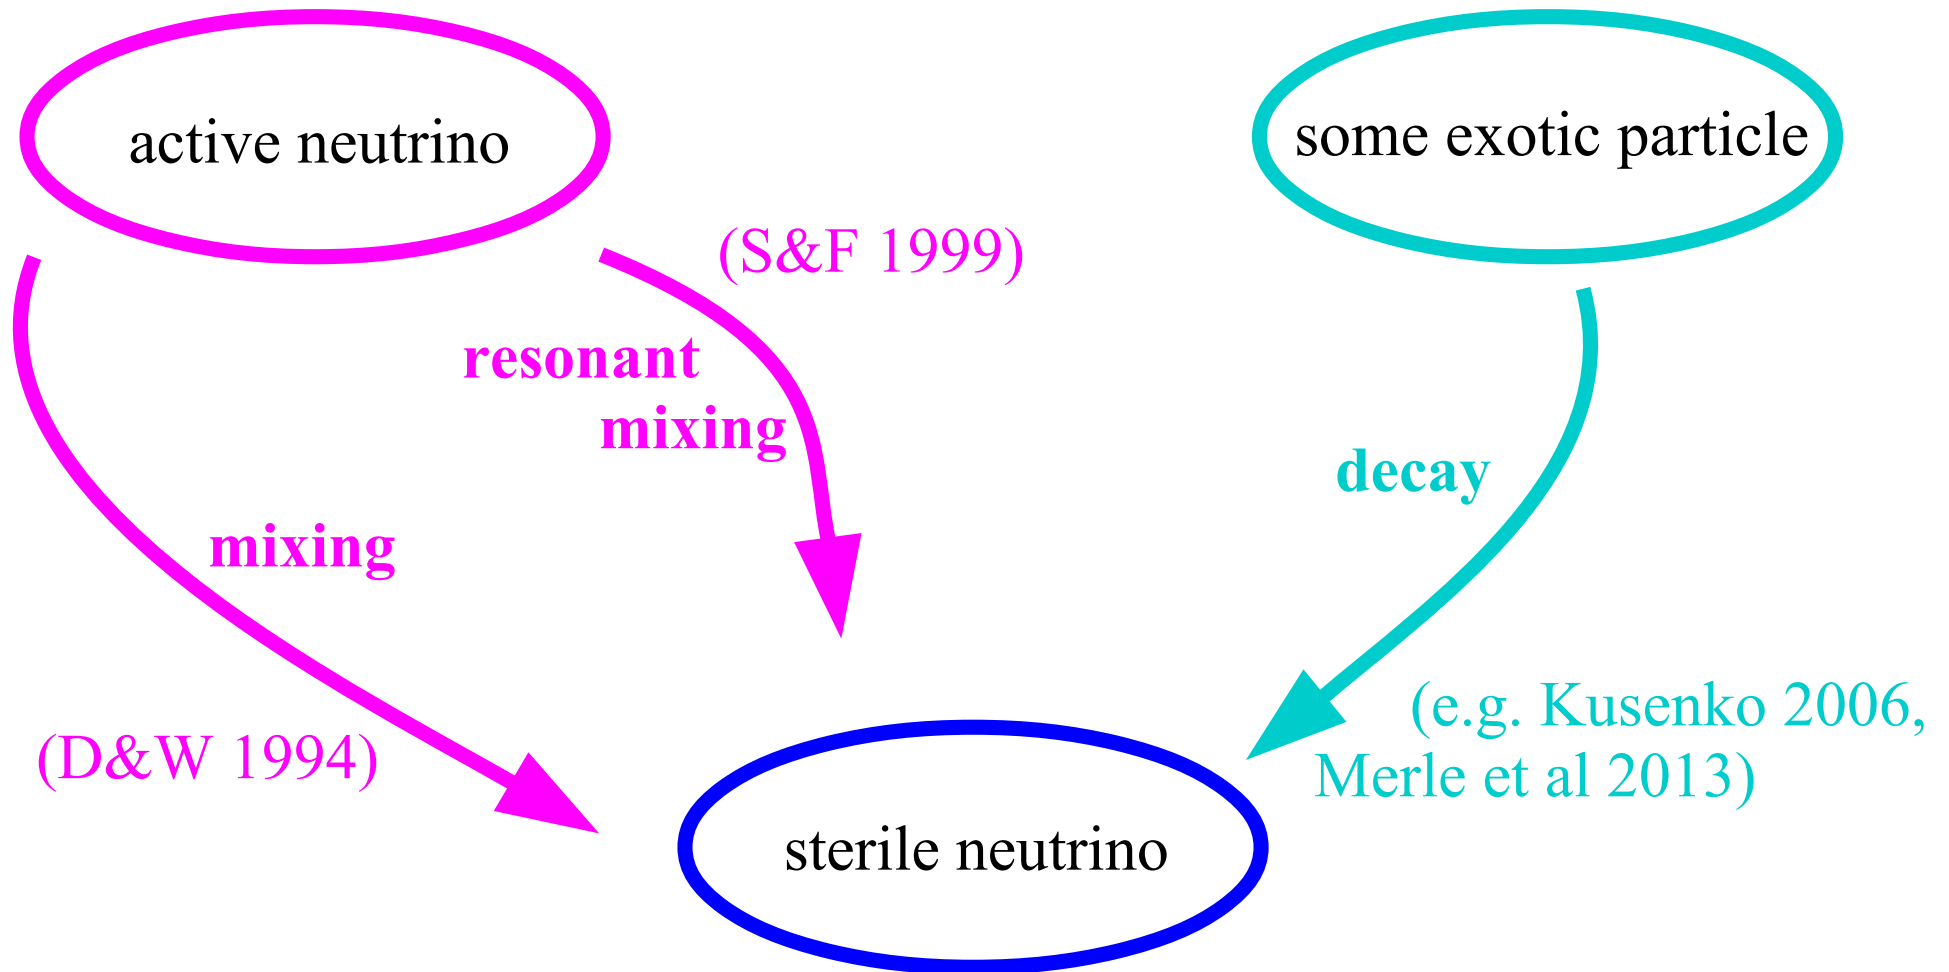 active neutrino
some exotic particle
(S&F 1999)
resonant
mixing
decay
mixing
(e.g. Kusenko 2006,
Merle et al 2013)
(D&W 1994)
sterile neutrino